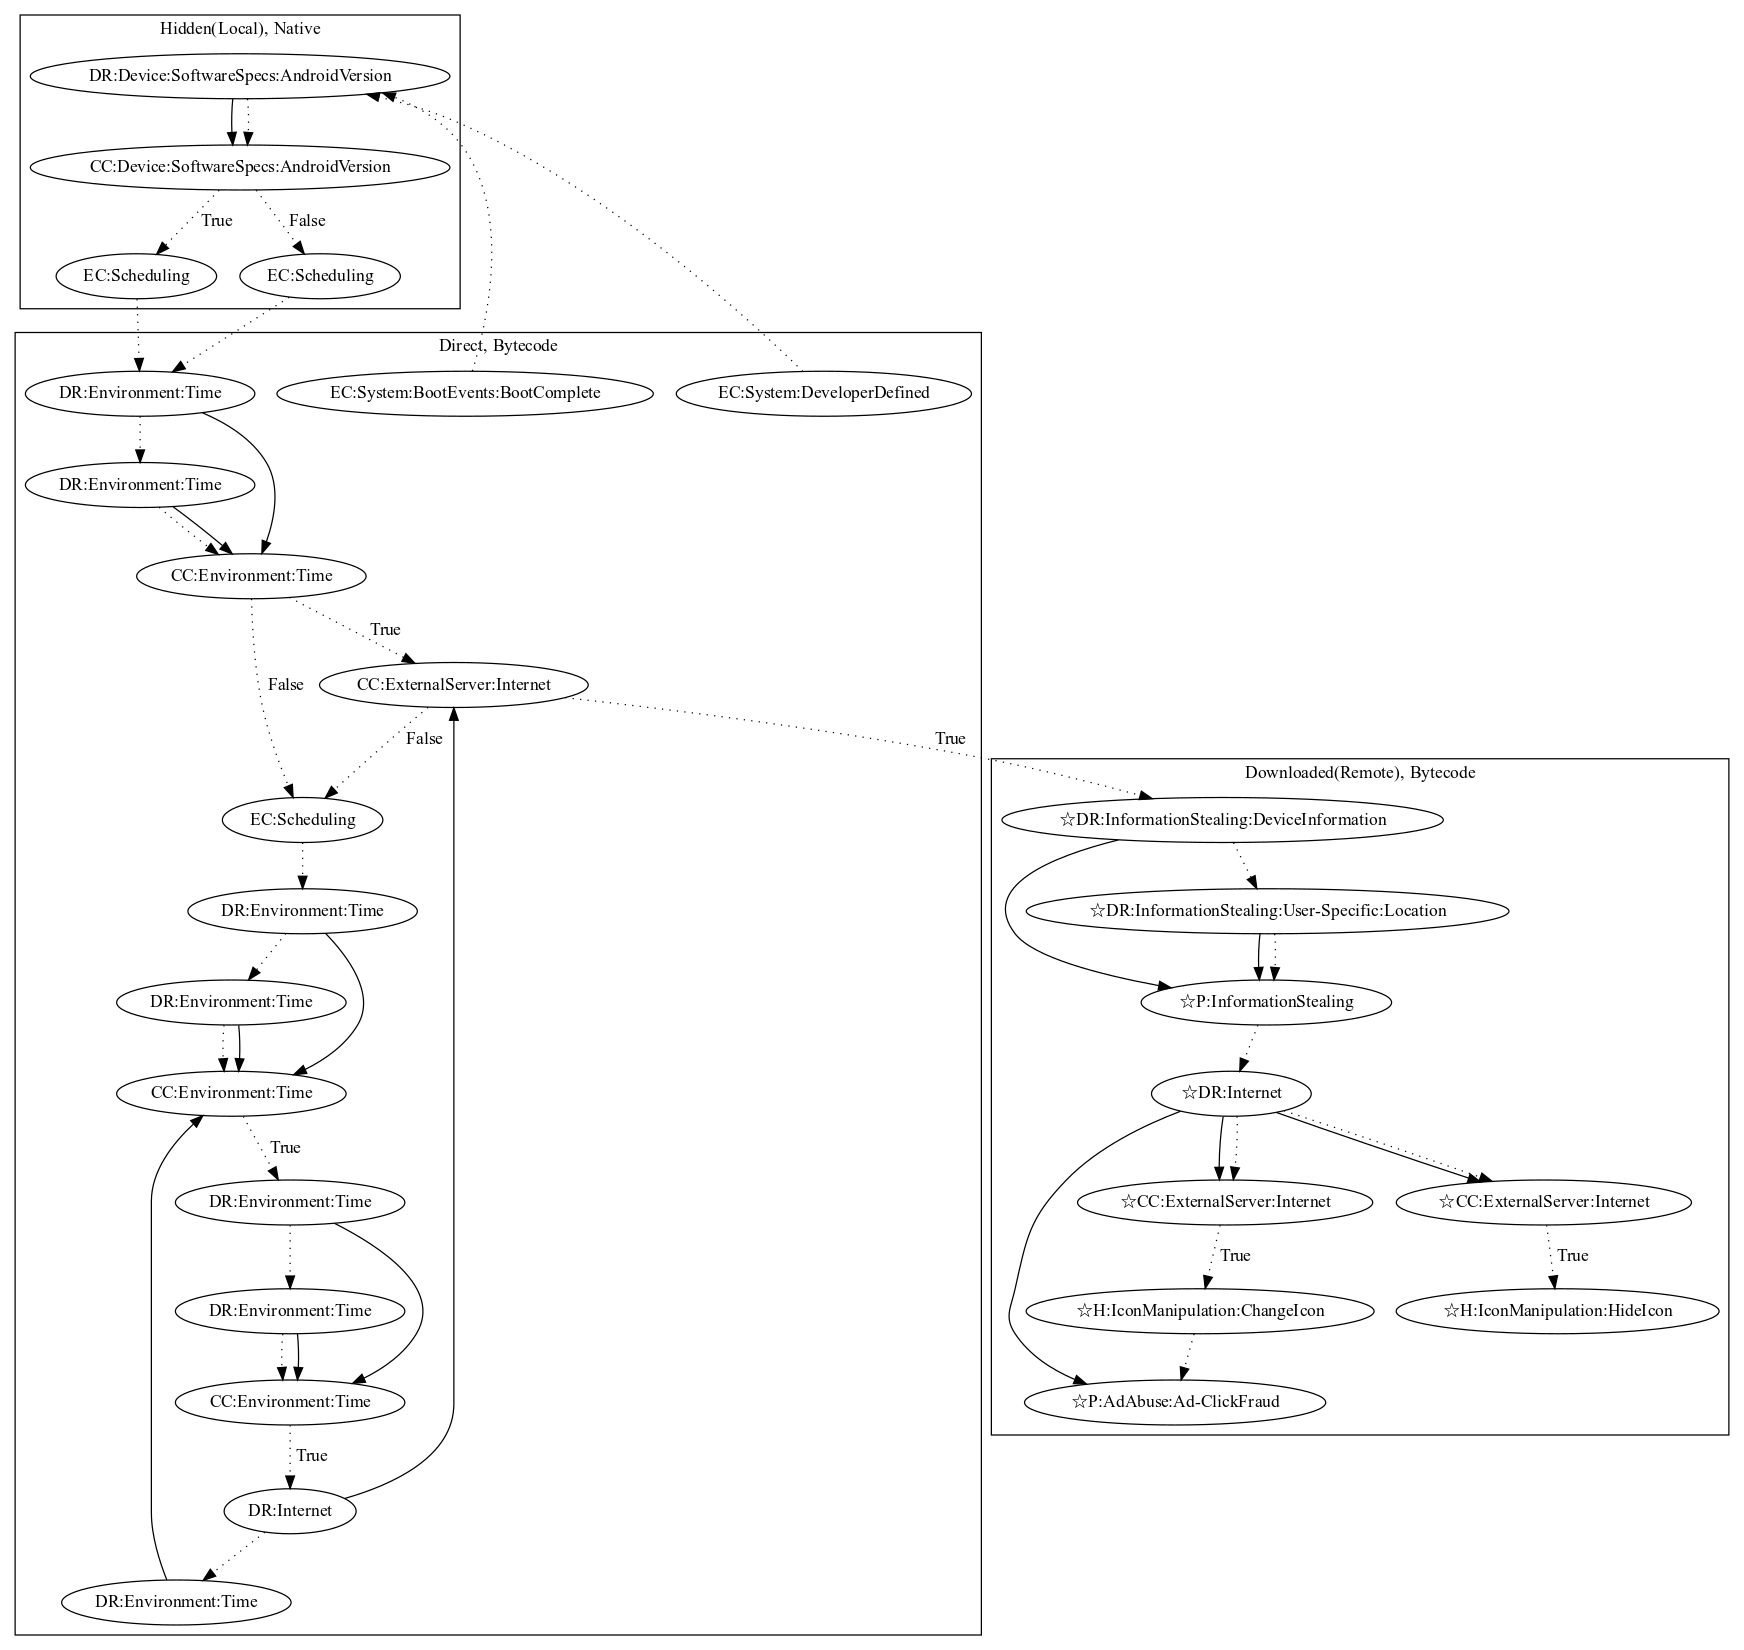 Hidden(Local), Native
DR:Device:SoftwareSpecs:AndroidVersion
CC:Device:SoftwareSpecs:AndroidVersion
True
False
EC:Scheduling
EC:Scheduling
Direct, Bytecode
DR:Environment:Time
EC:System:BootEvents:BootComplete
EC:System:DeveloperDefined
DR:Environment:Time
CC:Environment:Time
True
False
CC:ExternalServer:Internet
False
True
EC:Scheduling
DR:Environment:Time
DR:Environment:Time
CC:Environment:Time
True
DR:Environment:Time
DR:Environment:Time
CC:Environment:Time
True
DR:Internet
DR:Environment:Time
Downloaded(Remote), Bytecode
☆DR:InformationStealing:DeviceInformation
☆DR:InformationStealing:User-Specific:Location
☆P:InformationStealing
☆DR:Internet
☆CC:ExternalServer:Internet
☆CC:ExternalServer:Internet
True
True
☆H:IconManipulation:ChangeIcon
☆H:IconManipulation:HideIcon
☆P:AdAbuse:Ad-ClickFraud